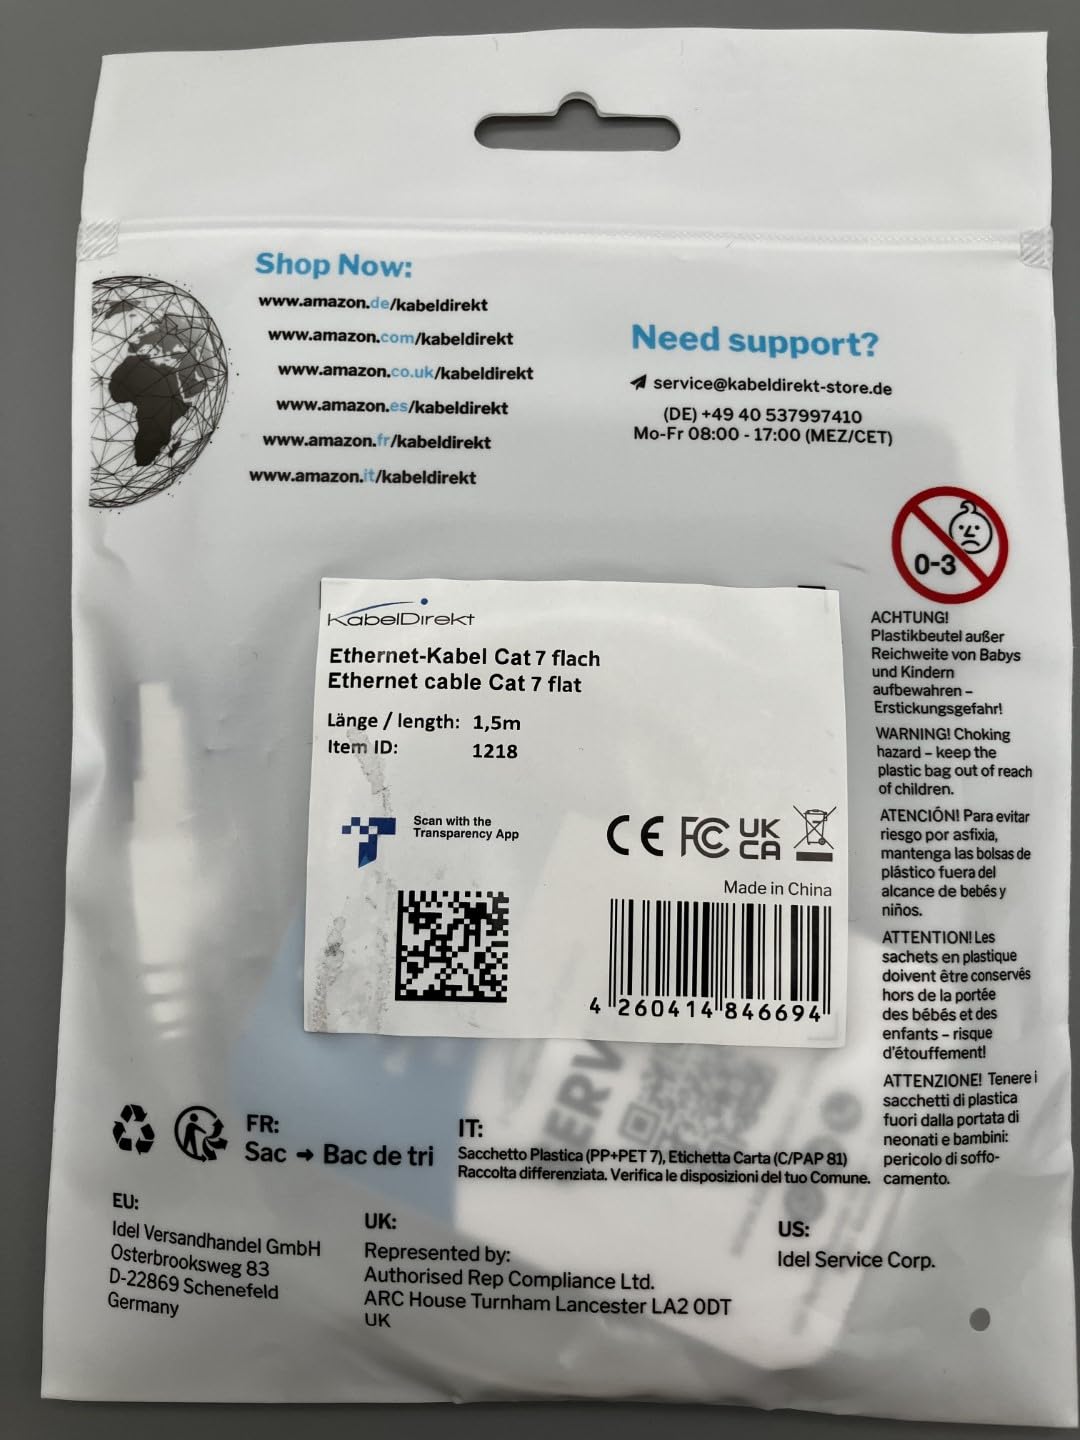 Shop Now:
www.amazon.de/kabeldirekt
www.amazon.com/kabeldirekt
www.amazon.co.uk/kabeldirekt
www.amazon.es/kabeldirekt
www.amazon.fr/kabeldirekt
www.amazon.it/kabeldirekt
Need support?
service@kabeldirekt-store.de
(DE) +49 40 537997410
Mo-Fr 08:00 - 17:00 (MEZ/CET)
0-3
KabelDirekt
Ethernet-Kabel Cat 7 flach
Ethernet cable Cat 7 flat
Länge / length: 1,5m
Item ID: 1218
Scan with the
Transparency App
CE FC UK
CA
Made in China
4 260414 846694
ACHTUNG!
Plastikbeutel außer
Reichweite von Babys
und Kindern
aufbewahren –
Erstickungsgefahr!
WARNING! Choking
hazard – keep the
plastic bag out of reach
of children.
ATENCIÓN! Para evitar
riesgo por asfixia,
mantenga las bolsas de
plástico fuera del
alcance de bebés y
niños.
ATTENTION! Les
sachets en plastique
doivent être conservés
hors de la portée
des bébés et des
enfants – risque
d'étouffement!
ATTENZIONE! Tenere i
sacchetti di plastica
fuori dalla portata di
neonati e bambini:
pericolo di soffo-
camento.
SERV
FR:
Sac → Bac de tri
IT:
Sacchetto Plastica (PP+PET 7), Etichetta Carta (C/PAP 81)
Raccolta differenziata. Verifica le disposizioni del tuo Comune.
EU:
Idel Versandhandel GmbH
Osterbrooksweg 83
D-22869 Schenefeld
Germany
UK:
Represented by:
Authorised Rep Compliance Ltd.
ARC House Turnham Lancester LA2 0DT
UK
US:
Idel Service Corp.